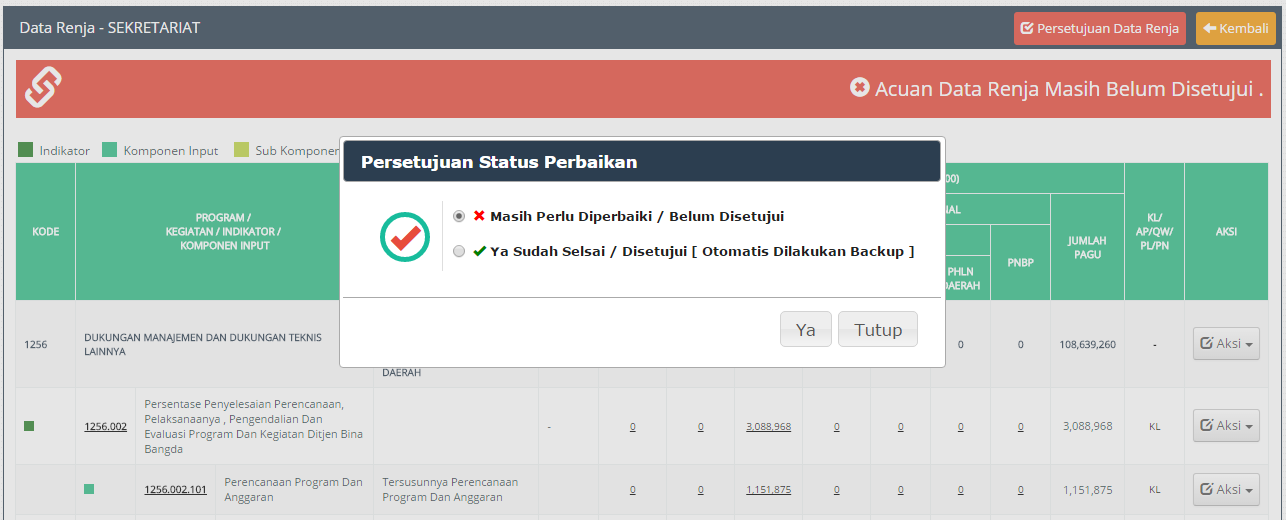 Data Renja - SEKRETARIAT
Persetujuan Data Renja
Kembali
Acuan Data Renja Masih Belum Disetujui .
Indikator
Komponen Input
Sub Komponen
Persetujuan Status Perbaikan
Masih Perlu Diperbaiki / Belum Disetujui
Ya Sudah Selsai / Disetujui [ Otomatis Dilakukan Backup ]
Ya
Tutup
KODE
PROGRAM /
KEGIATAN / INDIKATOR /
KOMPONEN INPUT
00)
NAL
PHLN
DAERAH
PNBP
JUMLAH
PAGU
KL/
AP/QW/
PL/PN
AKSI
1256
DUKUNGAN MANAJEMEN DAN DUKUNGAN TEKNIS
LAINNYA
DAERAH
0
0
108,639,260
-
Aksi
1256.002
Persentase Penyelesaian Perencanaan,
Pelaksanaanya , Pengendalian Dan
Evaluasi Program Dan Kegiatan Ditjen Bina
Bangda
-
0
0
3,088,968
0
0
0
0
3,088,968
KL
Aksi
1256.002.101
Perencanaan Program Dan
Anggaran
Tersusunnya Perencanaan
Program Dan Anggaran
0
0
1,151,875
0
0
0
0
1,151,875
KL
Aksi